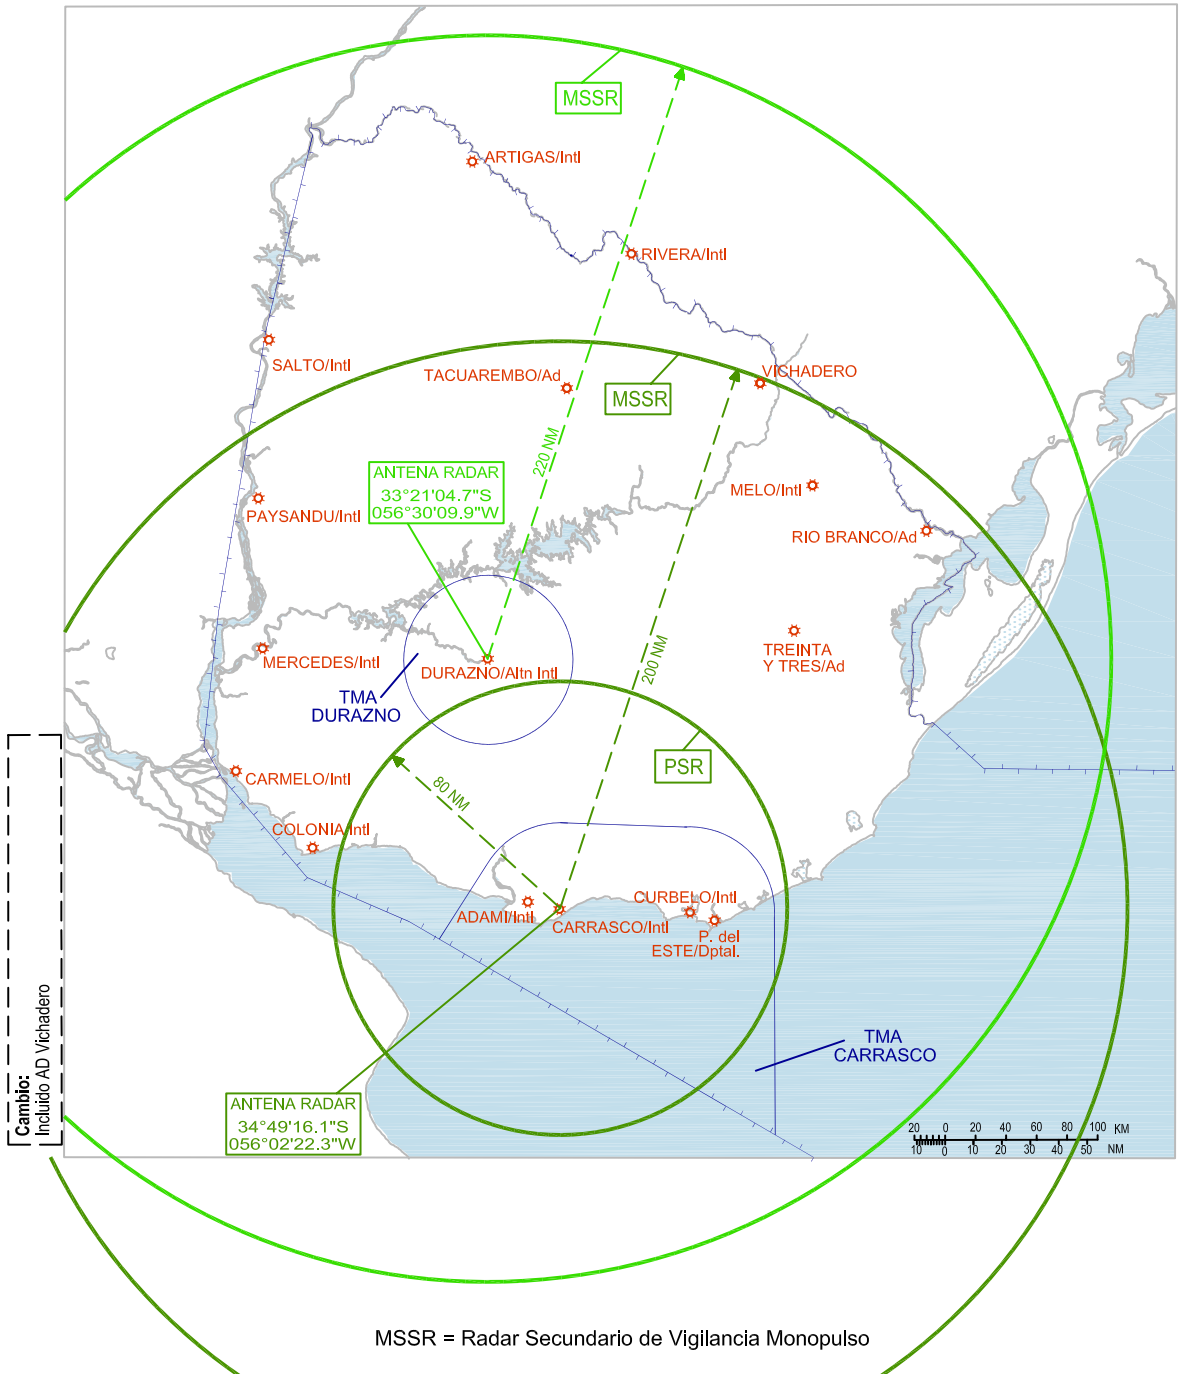 MSSR
ARTIGAS/Intl
RIVERA/Intl
SALTO/Intl
TACUAREMBO/Ad
MSSR
VICHADERO
220 NM
ANTENA RADAR
33°21'04.7"S
056°30'09.9"W
PAYSANDU/Intl
MELO/Intl
RIO BRANCO/Ad
MERCEDES/Intl
DURAZNO/Altn Intl
200 NM
TREINTA
Y TRES/Ad
TMA
DURAZNO
PSR
80 NM
CARMELO/Intl
COLONIA/Intl
ADAMI/Intl
CARRASCO/Intl
CURBELO/Intl
P. del
ESTE/Dptal.
TMA
CARRASCO
Cambio:
Incluido AD Vichadero
ANTENA RADAR
34°49'16.1"S
056°02'22.3"W
20 0 20 40 60 80 100 KM
10 0 10 20 30 40 50 NM
MSSR = Radar Secundario de Vigilancia Monopulso